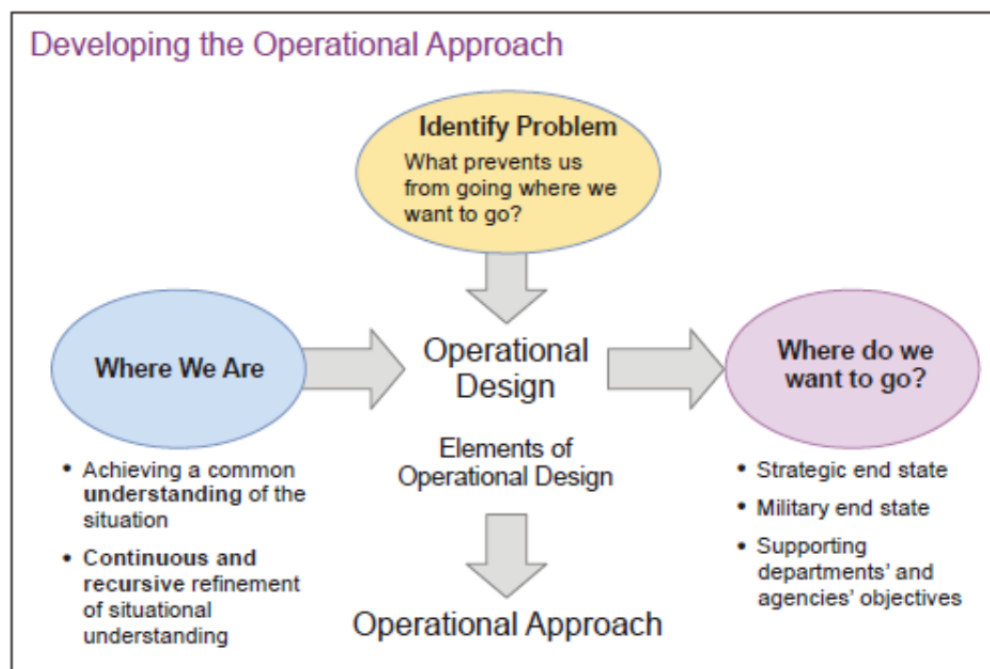 Developing the Operational Approach
Identify Problem
What prevents us
from going where we
want to go?
Where We Are
Operational
Design
Where do we
want to go?
Elements of
Operational Design
• Achieving a common
understanding of the
situation
• Continuous and
recursive refinement
of situational
understanding
• Strategic end state
• Military end state
• Supporting
departments' and
agencies' objectives
Operational Approach